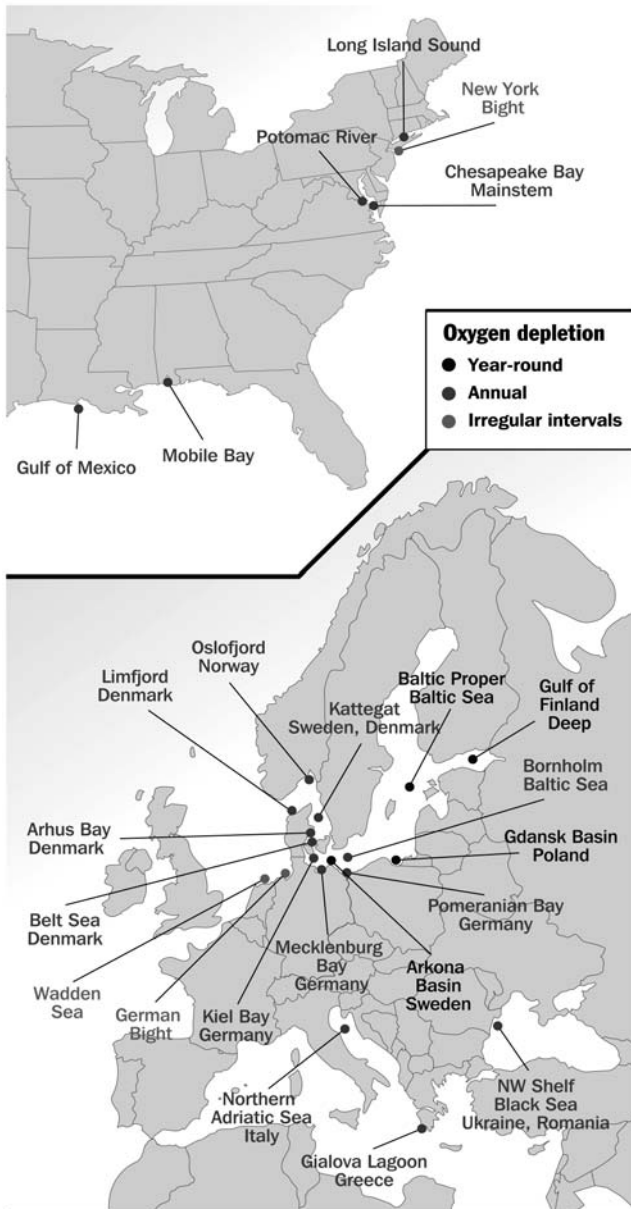 Long Island Sound
New York
Bight
Potomac River
Chesapeake Bay
Mainstem
Oxygen depletion
Year-round
Annual
Irregular intervals
Gulf of Mexico
Mobile Bay
Oslofjord
Norway
Limfjord
Denmark
Kattegat
Sweden, Denmark
Baltic Proper
Baltic Sea
Gulf of
Finland
Deep
Bornholm
Baltic Sea
Arhus Bay
Denmark
Gdansk Basin
Poland
Belt Sea
Denmark
Pomeranian Bay
Germany
Mecklenburg
Bay
Germany
Arkona
Basin
Sweden
Wadden
Sea
German
Bight
Kiel Bay
Germany
NW Shelf
Black Sea
Ukraine, Romania
Northern
Adriatic Sea
Italy
Gialova Lagoon
Greece